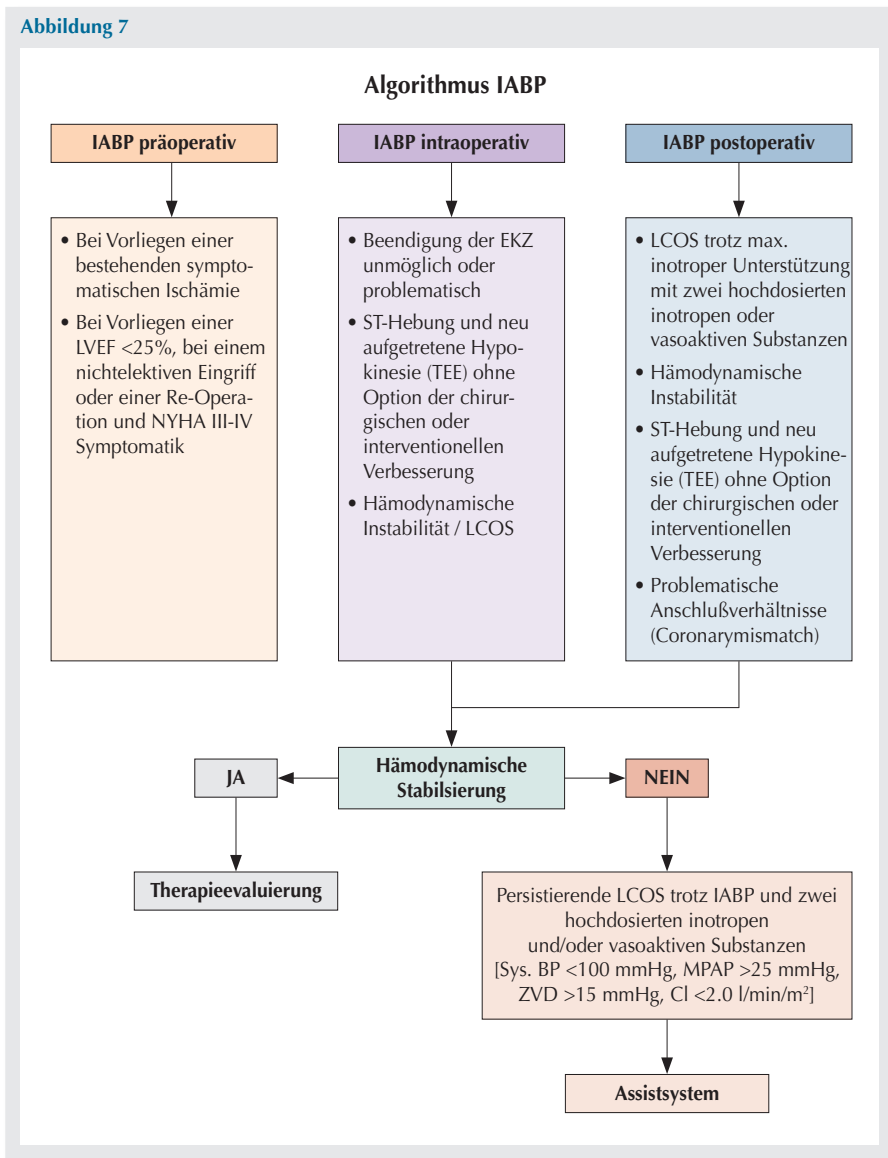 Abbildung 7
Algorithmus IABP
IABP präoperativ
• Bei Vorliegen einer
bestehenden sympto-
matischen Ischämie
• Bei Vorliegen einer
LVEF <25%, bei einem
nichtelektiven Eingriff
oder einer Re-Opera-
tion und NYHA III-IV
Symptomatik
IABP intraoperativ
• Beendigung der EKZ
unmöglich oder
problematisch
• ST-Hebung und neu
aufgetretene Hypo-
kinesie (TEE) ohne
Option der chirur-
gischen oder
interventionellen
Verbesserung
• Hämodynamische
Instabilität / LCOS
IABP postoperativ
• LCOS trotz max.
inotroper Unterstützung
mit zwei hochdosierten
inotropen oder
vasoaktiven Substanzen
• Hämodynamische
Instabilität
• ST-Hebung und neu
aufgetretene Hypokine-
sie (TEE) ohne Option
der chirurgischen oder
interventionellen
Verbesserung
• Problematische
Anschlußverhältnisse
(Coronarymismatch)
Hämodynamische
Stabilsierung
JA
Therapieevaluierung
NEIN
Persistierende LCOS trotz IABP und zwei
hochdosierten inotropen
und/oder vasoaktiven Substanzen
[Sys. BP <100 mmHg, MPAP >25 mmHg,
ZVD >15 mmHg, Cl <2.0 l/min/m²]
Assistsystem